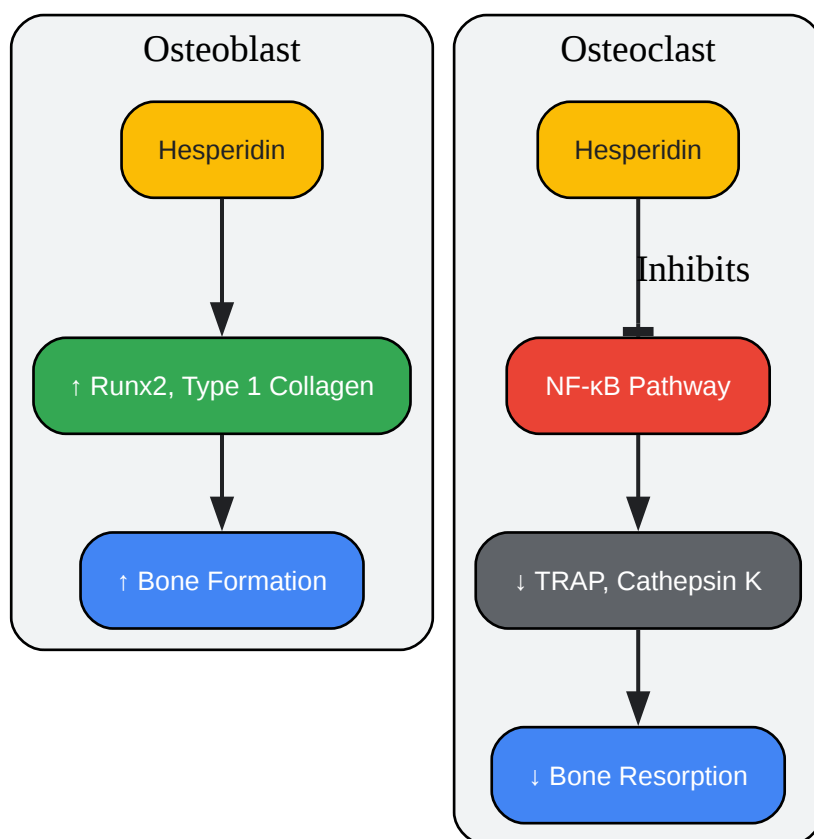 Osteoblast
Hesperidin
↑ Runx2, Type 1 Collagen
↑ Bone Formation
Osteoclast
Hesperidin
Inhibits
NF-κB Pathway
↓ TRAP, Cathepsin K
↓ Bone Resorption